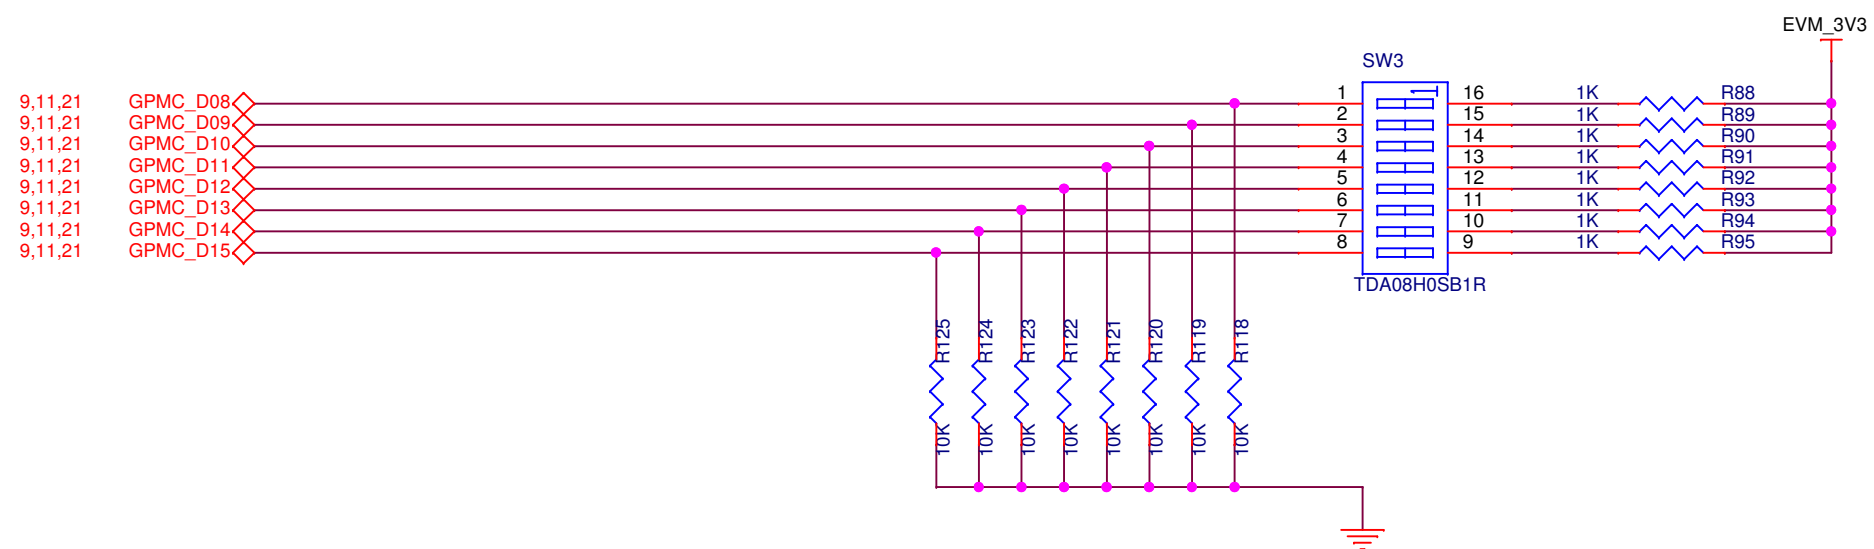 EVM_3V3
SW3
9,11,21 GPMC_D08 1 16 1K R88
9,11,21 GPMC_D09 2 15 1K R89
9,11,21 GPMC_D10 3 14 1K R90
9,11,21 GPMC_D11 4 13 1K R91
9,11,21 GPMC_D12 5 12 1K R92
9,11,21 GPMC_D13 6 11 1K R93
9,11,21 GPMC_D14 7 10 1K R94
9,11,21 GPMC_D15 8 9 1K R95
1
TDA08H0SB1R
R125 R124 R123 R122 R121 R120 R119 R118
10K 10K 10K 10K 10K 10K 10K 10K